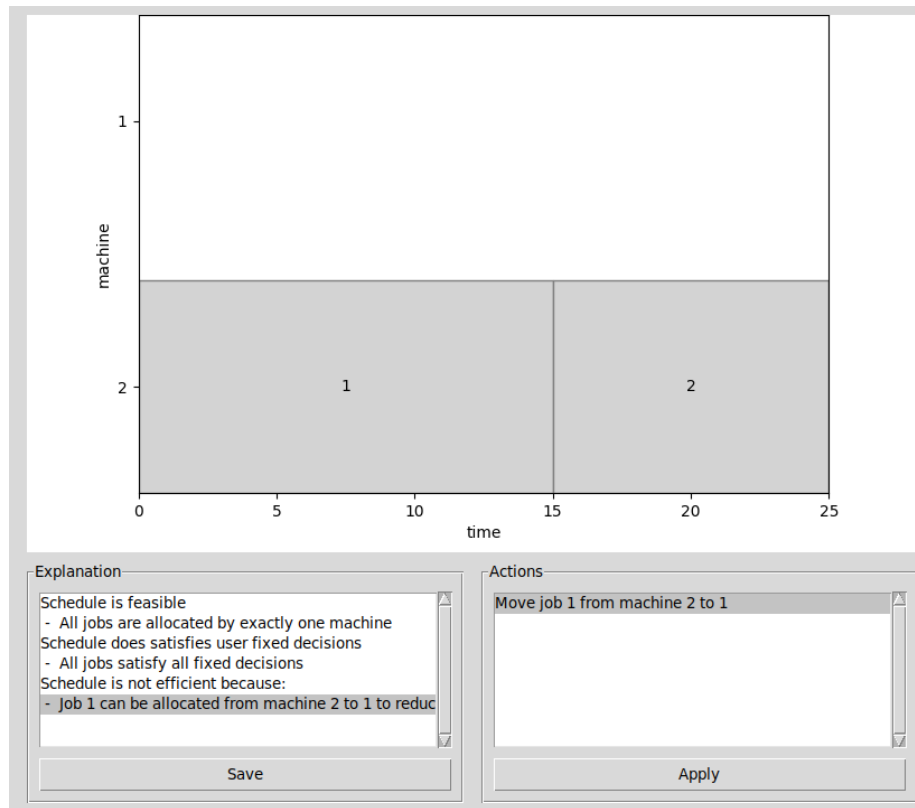 1
machine
2
1
2
0 5 10 15 20 25
time
Explanation
Schedule is feasible
- All jobs are allocated by exactly one machine
Schedule does satisfies user fixed decisions
- All jobs satisfy all fixed decisions
Schedule is not efficient because:
- Job 1 can be allocated from machine 2 to 1 to reduc
Save
Actions
Move job 1 from machine 2 to 1
Apply